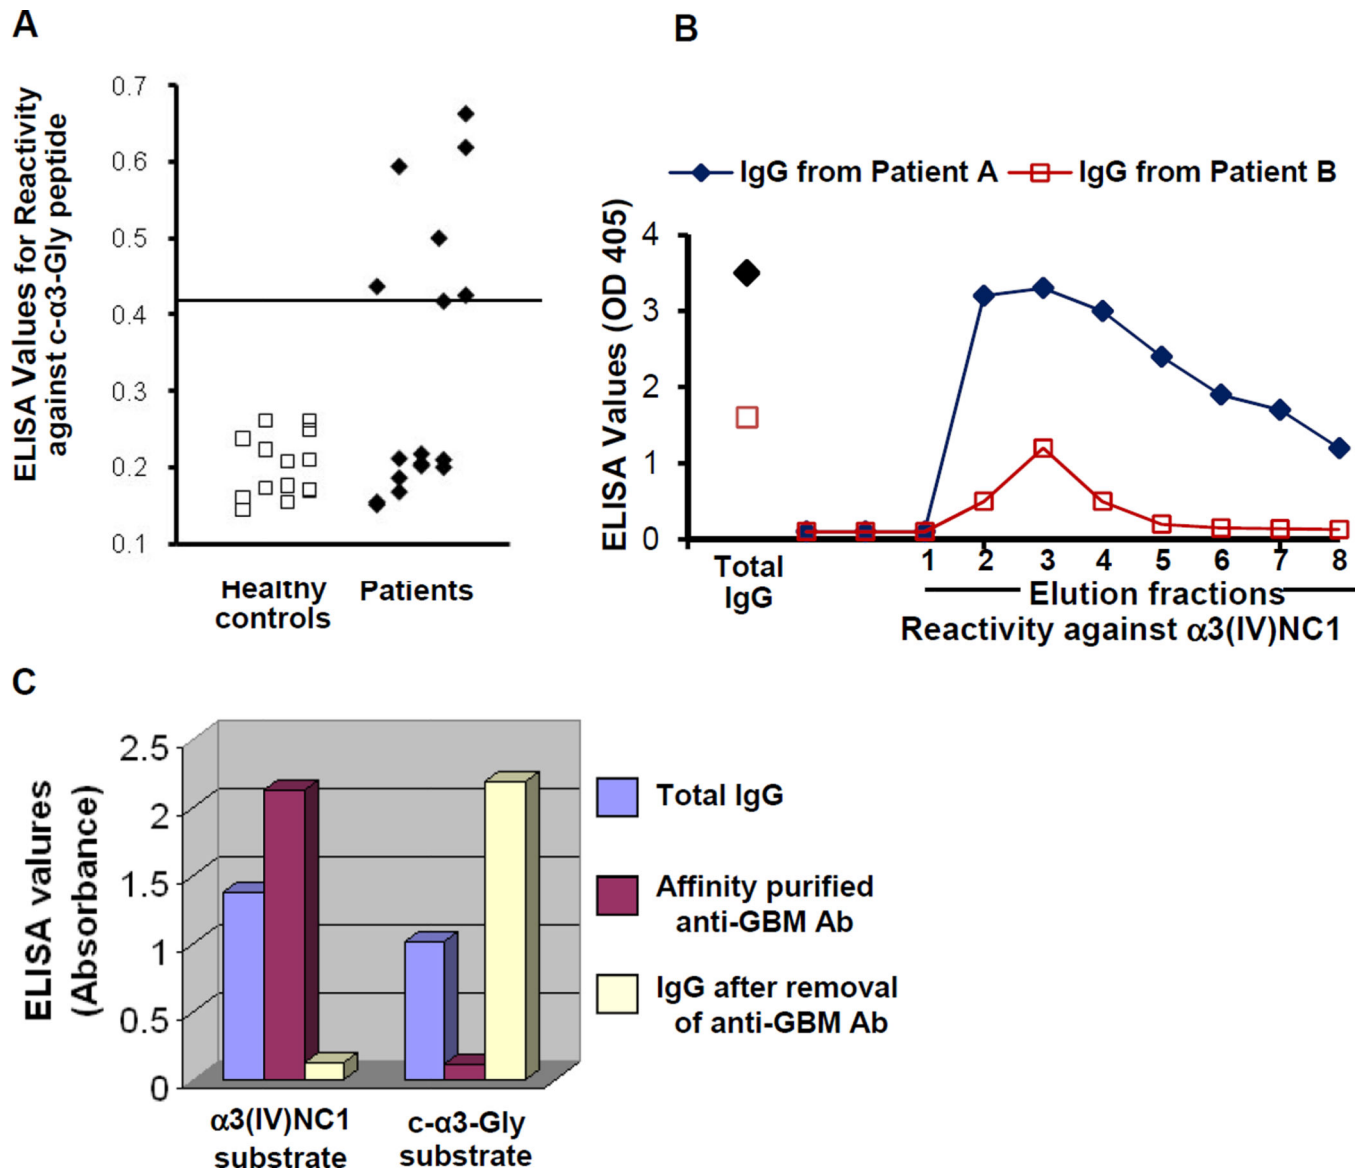 A
ELISA Values for Reactivity
against c-α3-Gly peptide
0.7
0.6
0.5
0.4
0.3
0.2
0.1
Healthy
controls
Patients
B
IgG from Patient A
IgG from Patient B
ELISA Values (OD 405)
4
3
2
1
0
Total
IgG
1 2 3 4 5 6 7 8
Elution fractions
Reactivity against α3(IV)NC1
C
ELISA valures
(Absorbance)
2.5
2
1.5
1
0.5
0
α3(IV)NC1
substrate
c-α3-Gly
substrate
Total IgG
Affinity purified
anti-GBM Ab
IgG after removal
of anti-GBM Ab